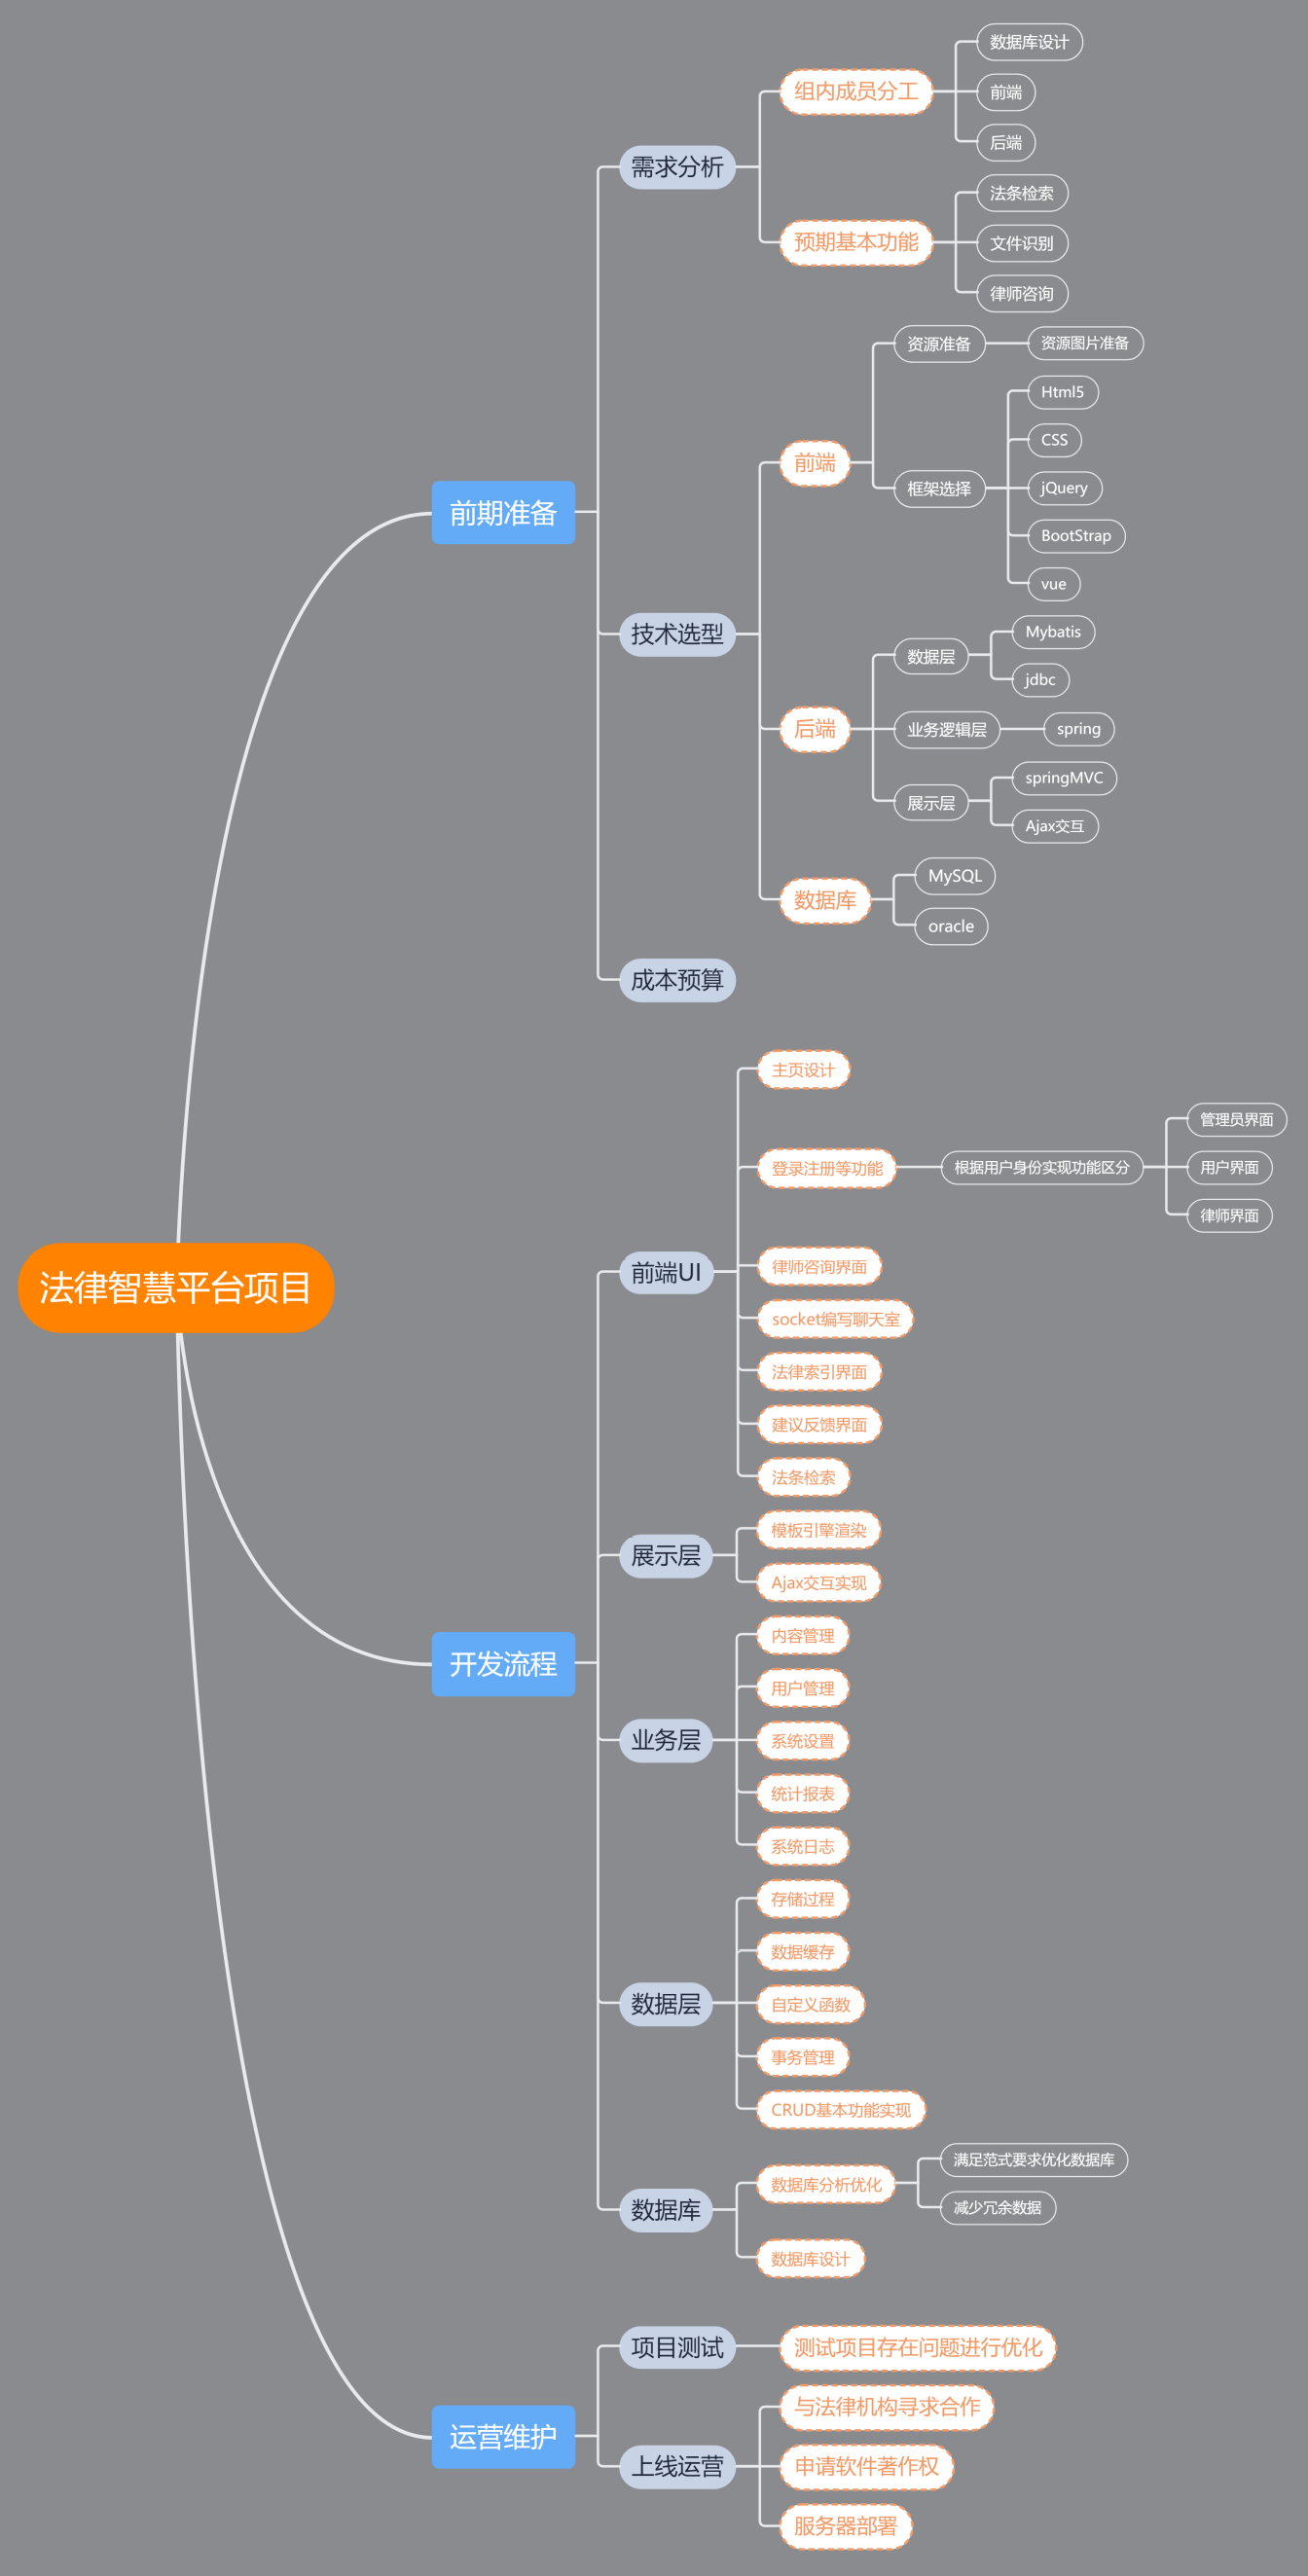 法律智慧平台项目
前期准备
需求分析
组内成员分工
数据库设计
前端
后端
预期基本功能
法条检索
文件识别
律师咨询
技术选型
前端
资源准备
资源图片准备
框架选择
Html5
CSS
jQuery
BootStrap
vue
后端
数据层
Mybatis
jdbc
业务逻辑层
spring
展示层
springMVC
Ajax交互
数据库
MySQL
oracle
成本预算
开发流程
前端UI
主页设计
登录注册等功能
根据用户身份实现功能区分
管理员界面
用户界面
律师界面
律师咨询界面
socket编写聊天室
法律索引界面
建议反馈界面
法条检索
展示层
模板引擎渲染
Ajax交互实现
业务层
内容管理
用户管理
系统设置
统计报表
系统日志
数据层
存储过程
数据缓存
自定义函数
事务管理
CRUD基本功能实现
数据库
数据库分析优化
满足范式要求优化数据库
减少冗余数据
数据库设计
运营维护
项目测试
测试项目存在问题进行优化
上线运营
与法律机构寻求合作
申请软件著作权
服务器部署